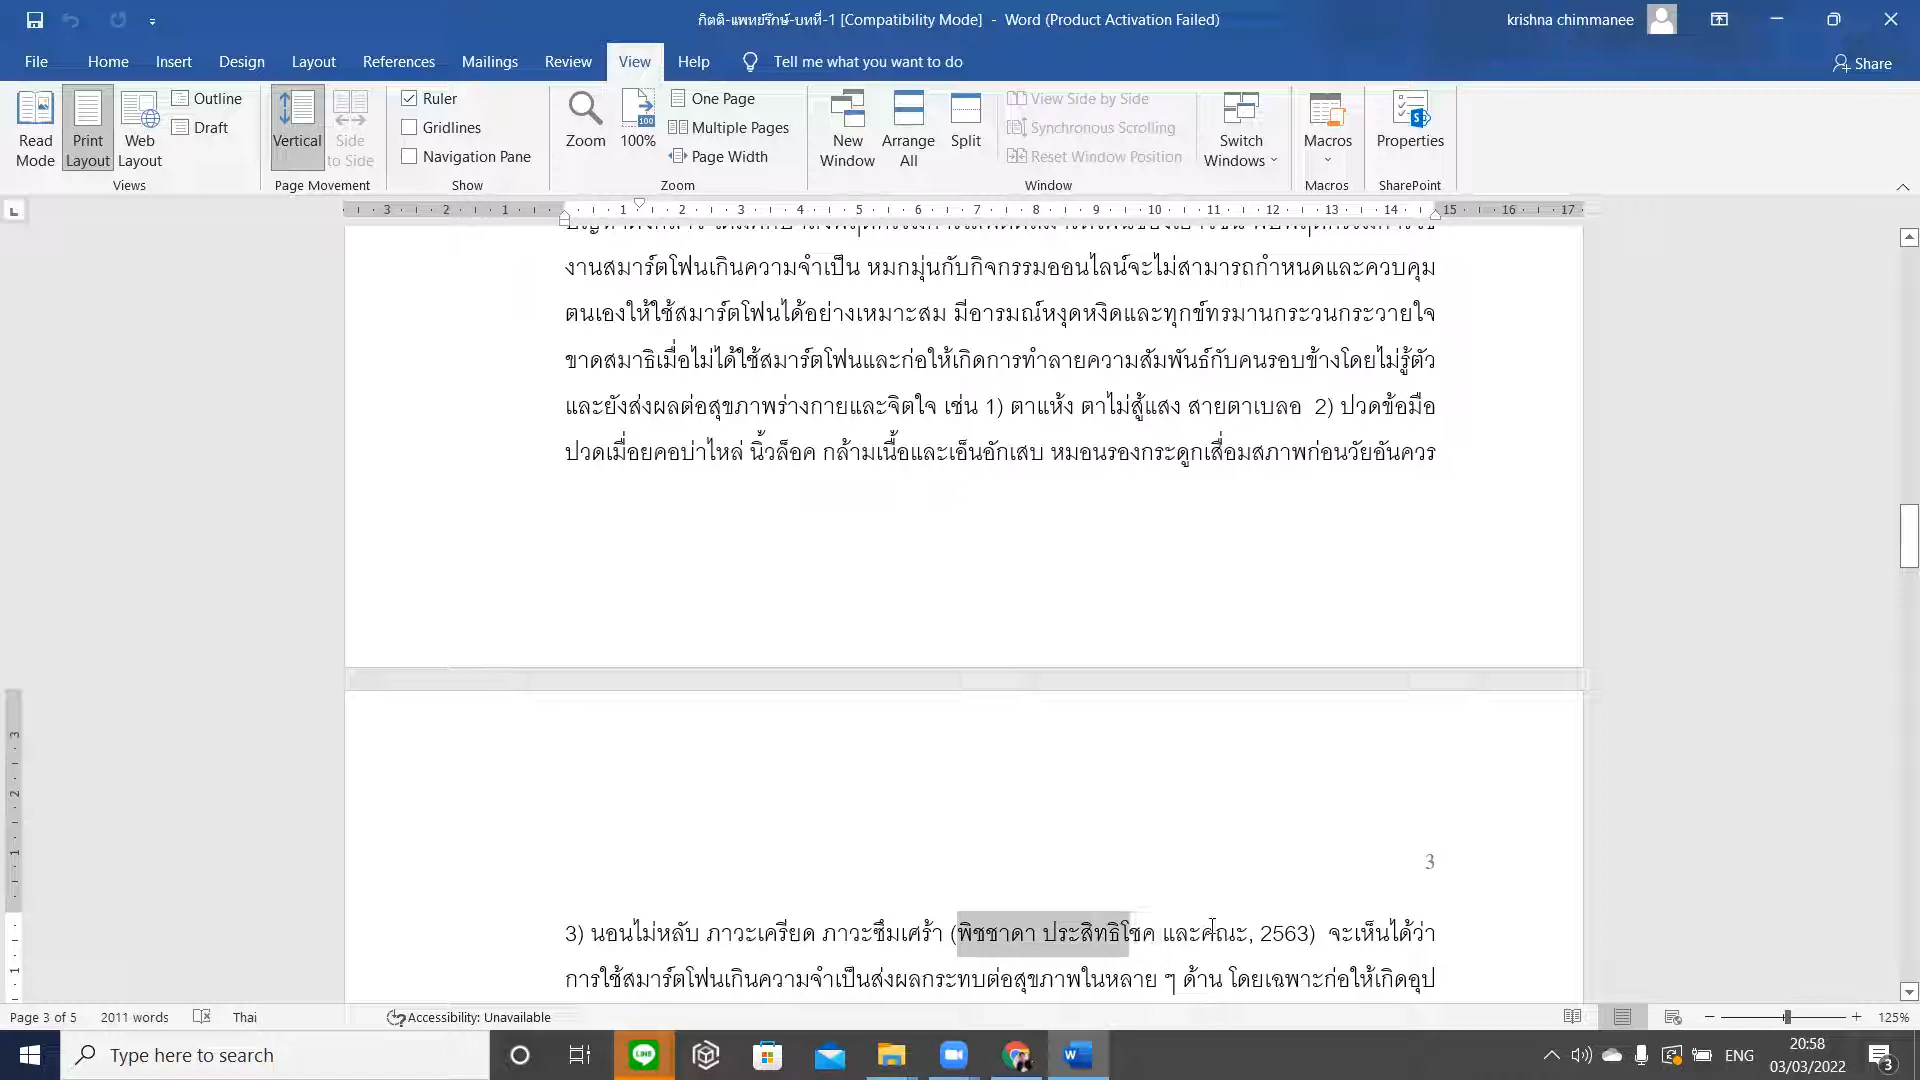 กิตติ-แพทย์รักษ์-บทที่-1 [Compatibility Mode] - Word (Product Activation Failed)
krishna chimmanee
File Home Insert Design Layout References Mailings Review View Help Tell me what you want to do
Share
Read Mode
Print Layout
Web Layout
Outline
Draft
Views
Vertical
Side to Side
Page Movement
Ruler
Gridlines
Navigation Pane
Show
Zoom
100%
One Page
Multiple Pages
Page Width
Zoom
New Window
Arrange All
Split
View Side by Side
Synchronous Scrolling
Reset Window Position
Window
Switch Windows
Macros
Macros
Properties
SharePoint
3 2 1 1 2 3 4 5 6 7 8 9 10 11 12 13 14 15 16 17
งานสมาร์ตโฟนเกินความจำเป็น หมกมุ่นกับกิจกรรมออนไลน์จะไม่สามารถกำหนดและควบคุม
ตนเองให้ใช้สมาร์ตโฟนได้อย่างเหมาะสม มีอารมณ์หงุดหงิดและทุกข์ทรมานกระวนกระวายใจ
ขาดสมาธิเมื่อไม่ได้ใช้สมาร์ตโฟนและก่อให้เกิดการทำลายความสัมพันธ์กับคนรอบข้างโดยไม่รู้ตัว
และยังส่งผลต่อสุขภาพร่างกายและจิตใจ เช่น 1) ตาแห้ง ตาไม่สู้แสง สายตาเบลอ 2) ปวดข้อมือ
ปวดเมื่อยคอบ่าไหล่ นิ้วล็อค กล้ามเนื้อและเอ็นอักเสบ หมอนรองกระดูกเสื่อมสภาพก่อนวัยอันควร
3
3) นอนไม่หลับ ภาวะเครียด ภาวะซึมเศร้า (พิชชาดา ประสิทธิโชค และคณะ, 2563) จะเห็นได้ว่า
การใช้สมาร์ตโฟนเกินความจำเป็นส่งผลกระทบต่อสุขภาพในหลาย ๆ ด้าน โดยเฉพาะก่อให้เกิดอุป
3 2 1 1
Page 3 of 5 2011 words Thai Accessibility: Unavailable 125%
Type here to search
LINE
ENG
20:58
03/03/2022
3